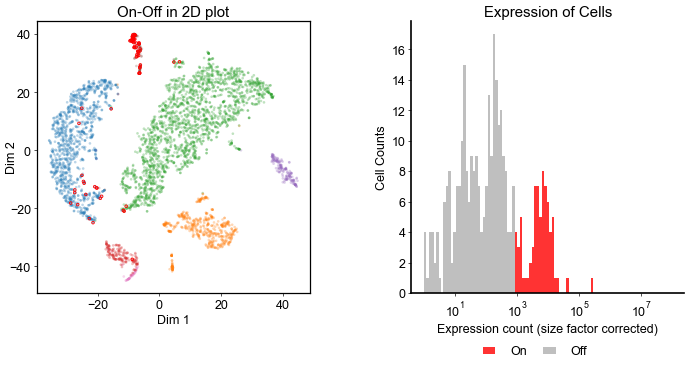 On-Off in 2D plot
Dim 2
40
20
0
−20
−40
−20
0
20
40
Dim 1
Expression of Cells
Cell Counts
16
14
12
10
8
6
4
2
0
10^1
10^3
10^5
10^7
Expression count (size factor corrected)
On
Off